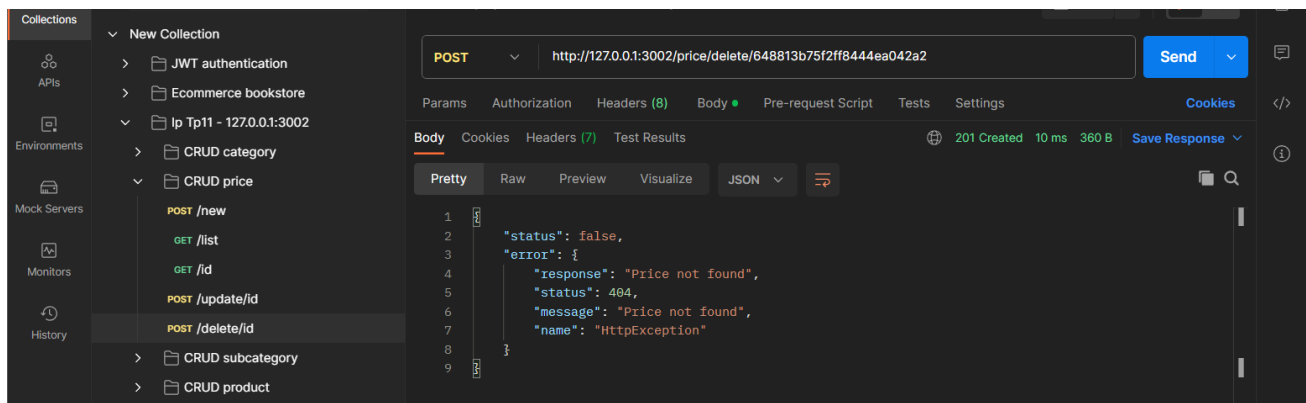 Collections
APIs
Environments
Mock Servers
Monitors
History
New Collection
JWT authentication
Ecommerce bookstore
Ip Tp11 - 127.0.0.1:3002
CRUD category
CRUD price
POST /new
GET /list
GET /id
POST /update/id
POST /delete/id
CRUD subcategory
CRUD product
POST http://127.0.0.1:3002/price/delete/648813b75f2ff8444ea042a2 Send
Params Authorization Headers (8) Body Pre-request Script Tests Settings Cookies
Body Cookies Headers (7) Test Results 201 Created 10 ms 360 B Save Response
Pretty Raw Preview Visualize JSON
1 {
2 "status": false,
3 "error": {
4 "response": "Price not found",
5 "status": 404,
6 "message": "Price not found",
7 "name": "HttpException"
8 }
9 }